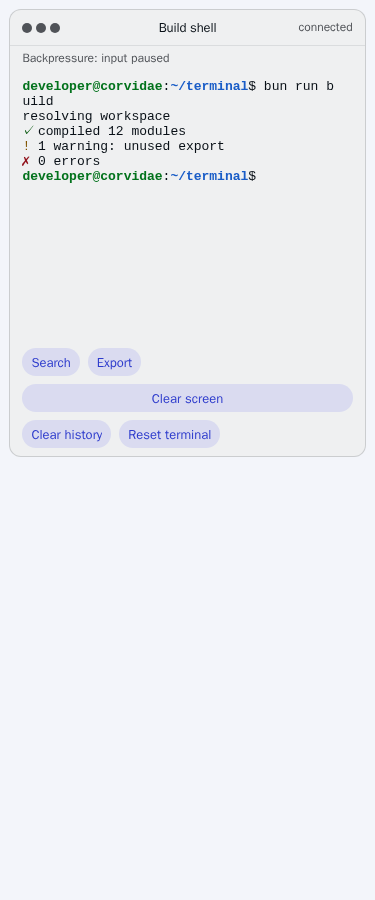 Build shell
connected
Backpressure: input paused
developer@corvidae:~/terminal$ bun run b
uild
resolving workspace
✓ compiled 12 modules
! 1 warning: unused export
✗ 0 errors
developer@corvidae:~/terminal$
Search
Export
Clear screen
Clear history
Reset terminal